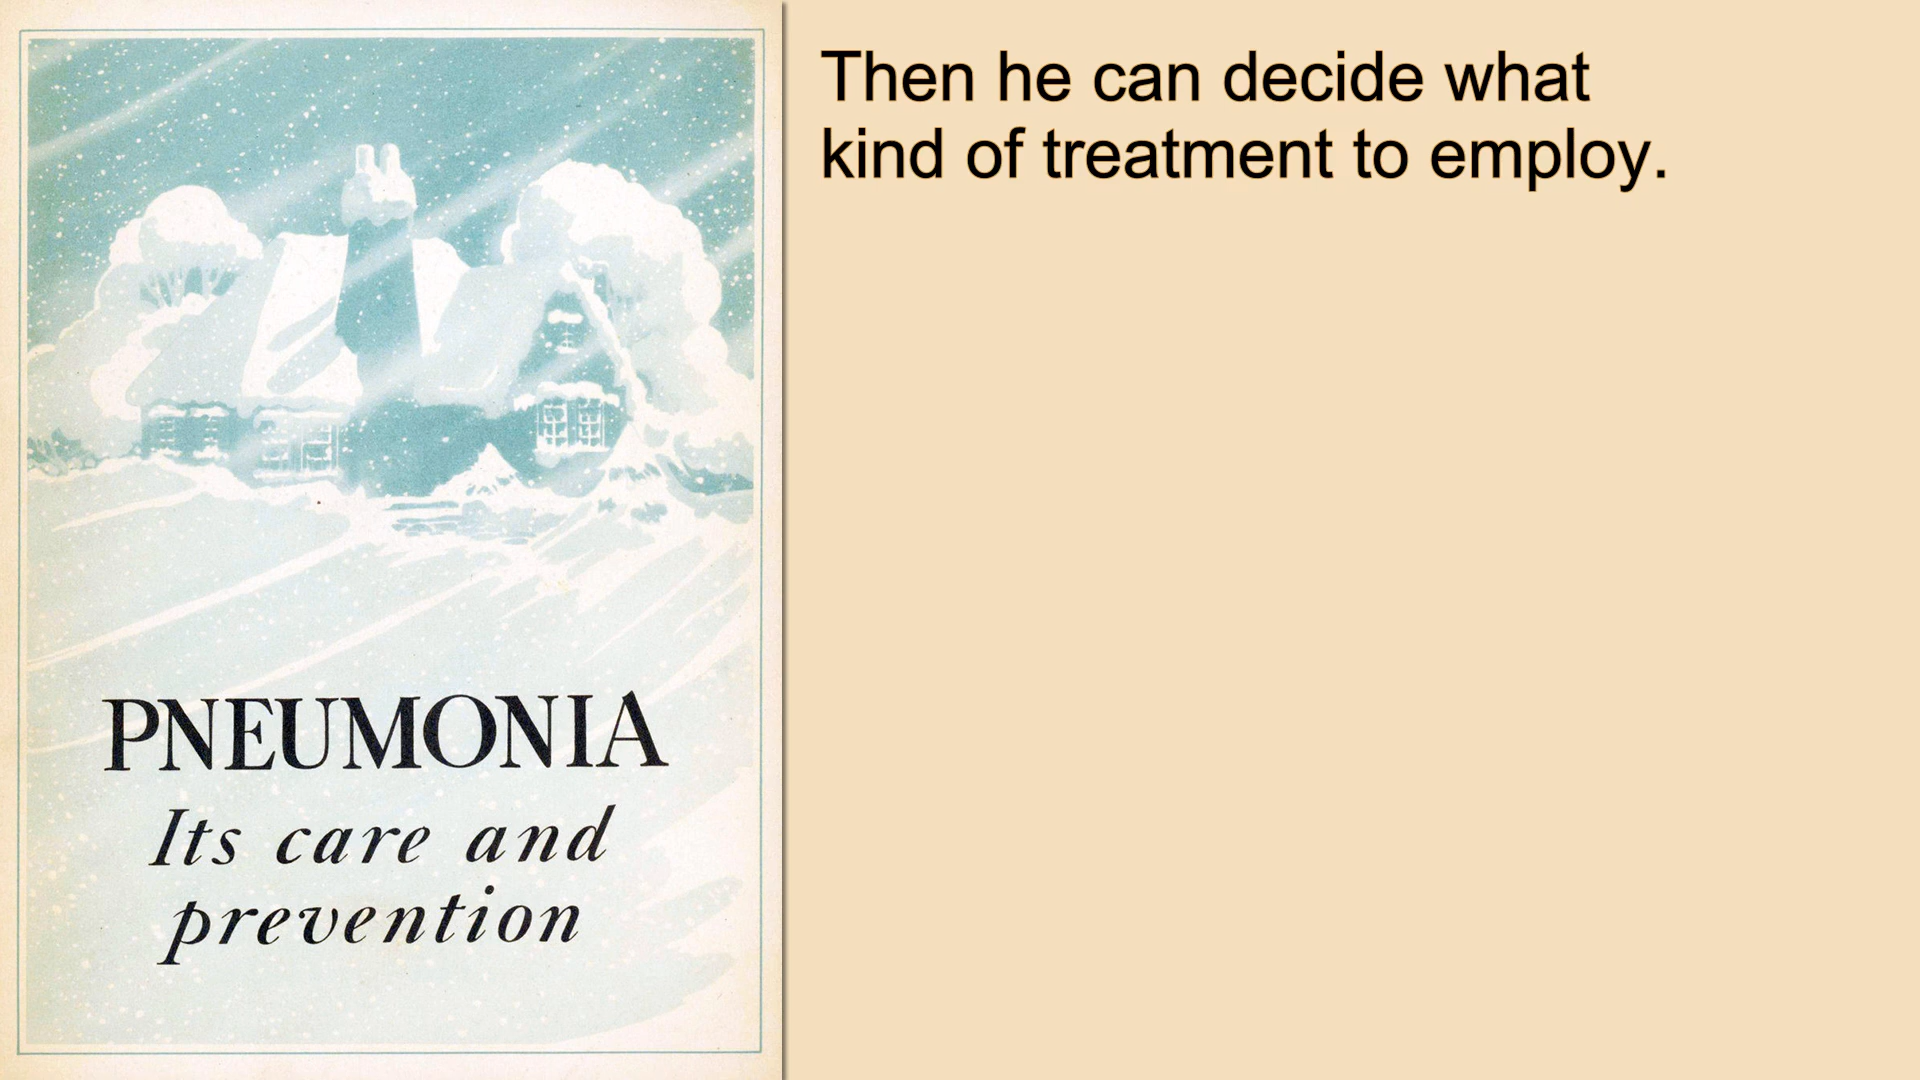 PNEUMONIA
Its care and
prevention
Then he can decide what
kind of treatment to employ.